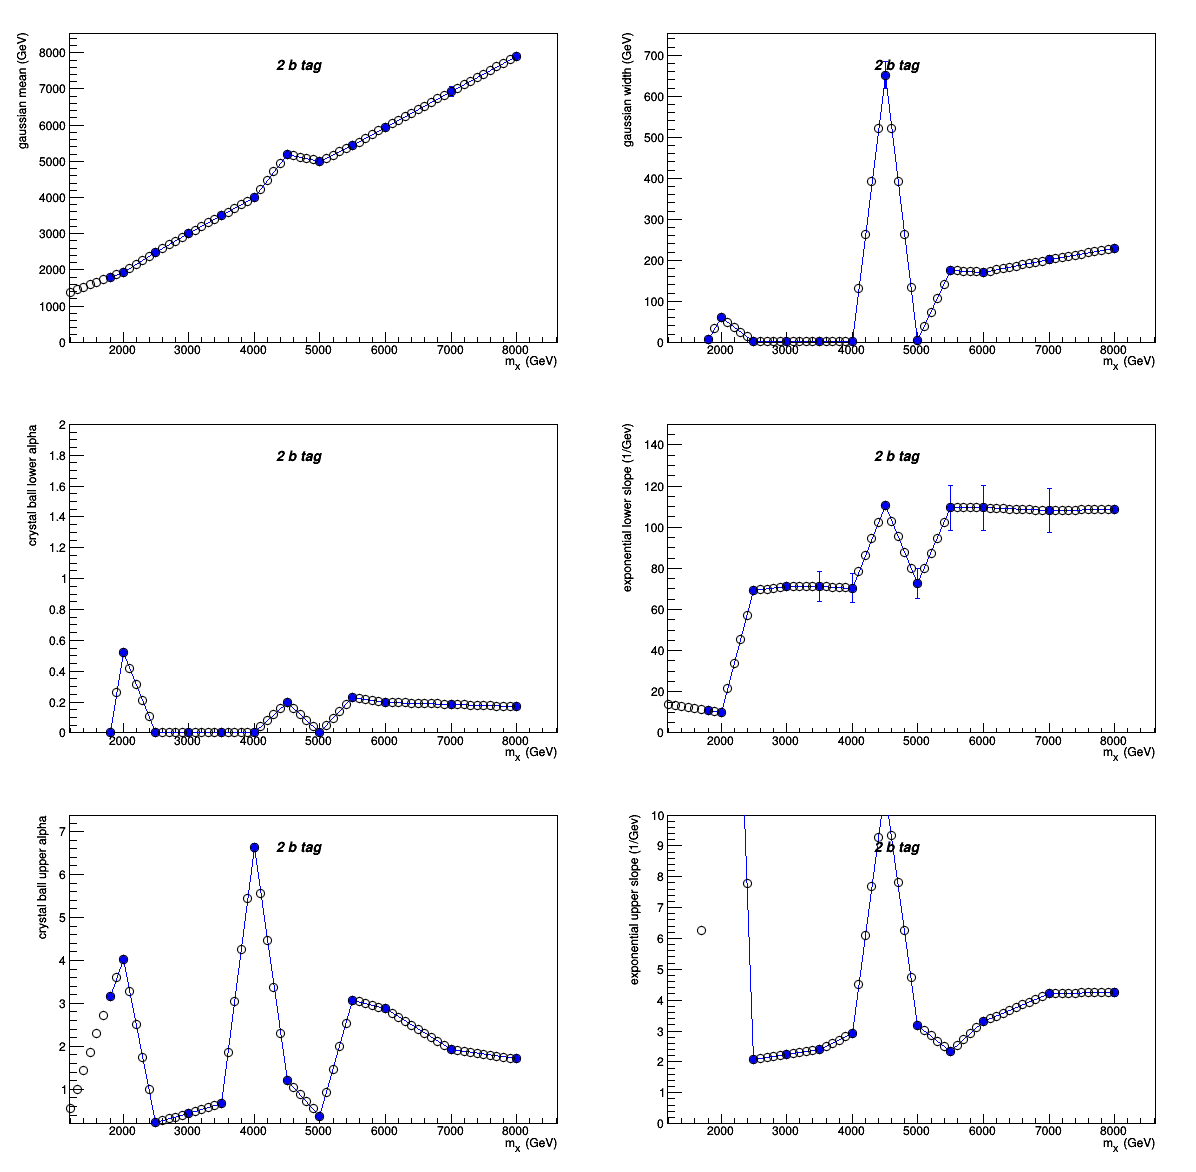 gaussian mean (GeV)
2 b tag
8000
7000
6000
5000
4000
3000
2000
1000
0
2000 3000 4000 5000 6000 7000 8000
m_x (GeV)
gaussian width (GeV)
2 b tag
700
600
500
400
300
200
100
0
2000 3000 4000 5000 6000 7000 8000
m_x (GeV)
crystal ball lower alpha
2 b tag
2
1.8
1.6
1.4
1.2
1
0.8
0.6
0.4
0.2
0
2000 3000 4000 5000 6000 7000 8000
m_x (GeV)
exponential lower slope (1/Gev)
2 b tag
140
120
100
80
60
40
20
0
2000 3000 4000 5000 6000 7000 8000
m_x (GeV)
crystal ball upper alpha
2 b tag
7
6
5
4
3
2
1
2000 3000 4000 5000 6000 7000 8000
m_x (GeV)
exponential upper slope (1/Gev)
2 b tag
10
9
8
7
6
5
4
3
2
1
0
2000 3000 4000 5000 6000 7000 8000
m_x (GeV)